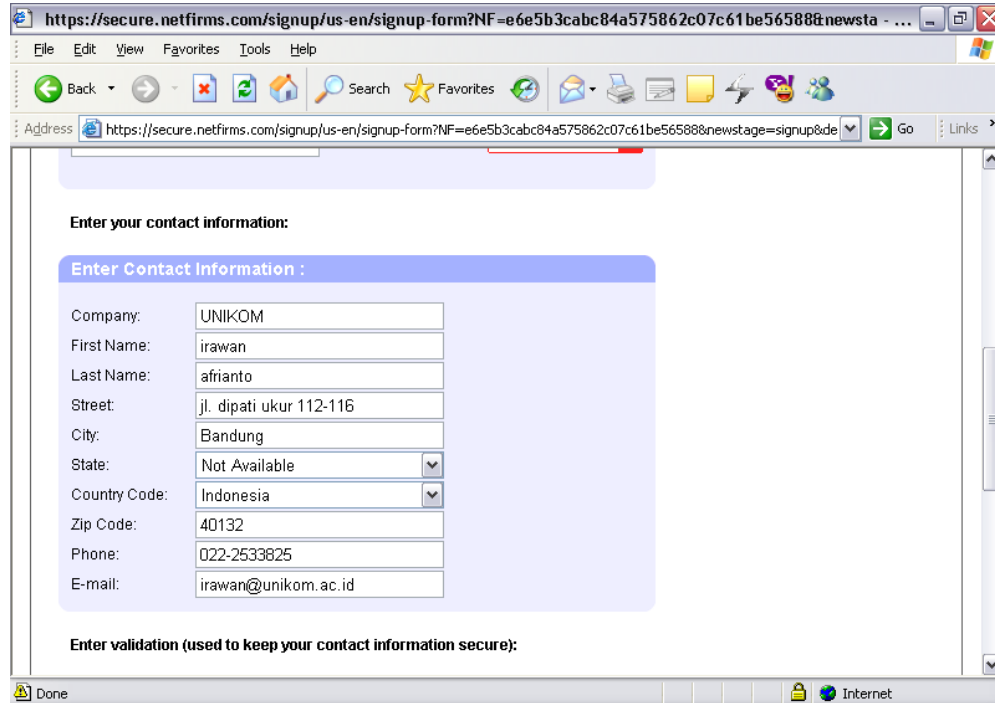 https://secure.netfirms.com/signup/us-en/signup-form?NF=e6e5b3cabc84a575862c07c61be56588&newsta - ...
File Edit View Favorites Tools Help
Back Search Favorites
Address https://secure.netfirms.com/signup/us-en/signup-form?NF=e6e5b3cabc84a575862c07c61be56588&newstage=signup&de Go Links »
Enter your contact information:
Enter Contact Information :
Company: UNIKOM
First Name: irawan
Last Name: afrianto
Street: jl. dipati ukur 112-116
City: Bandung
State: Not Available
Country Code: Indonesia
Zip Code: 40132
Phone: 022-2533825
E-mail: irawan@unikom.ac.id
Enter validation (used to keep your contact information secure):
Done Internet